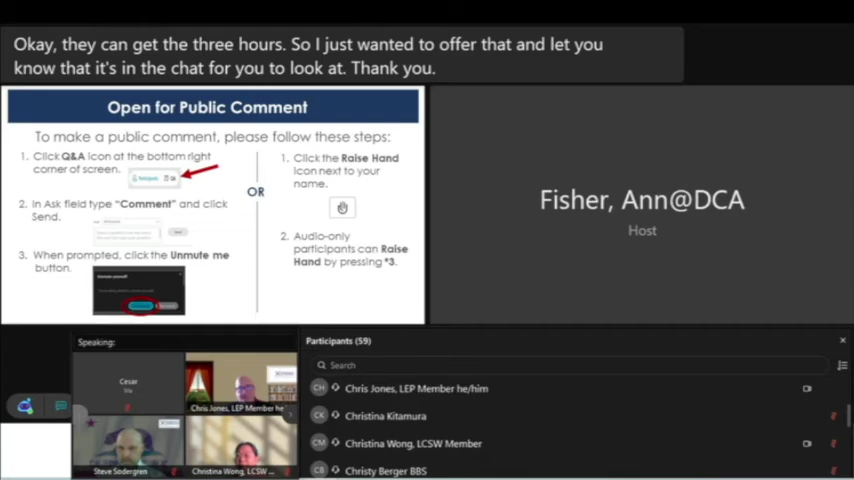 Okay, they can get the three hours. So I just wanted to offer that and let you
know that it's in the chat for you to look at. Thank you.
Open for Public Comment
To make a public comment, please follow these steps:
1. Click Q&A icon at the bottom right
corner of screen.
2. In Ask field type “Comment” and click
Send.
3. When prompted, click the Unmute me
button.
OR
1. Click the Raise Hand
icon next to your
name.
2. Audio-only
participants can Raise
Hand by pressing *3.
Fisher, Ann@DCA
Host
Speaking:
Cesar
Chris Jones, LEP Member he
Steve Sodergren
Christina Wong, LCSW ...
Participants (59)
Search
CH Chris Jones, LEP Member he/him
CK Christina Kitamura
CM Christina Wong, LCSW Member
CB Christy Berger BBS